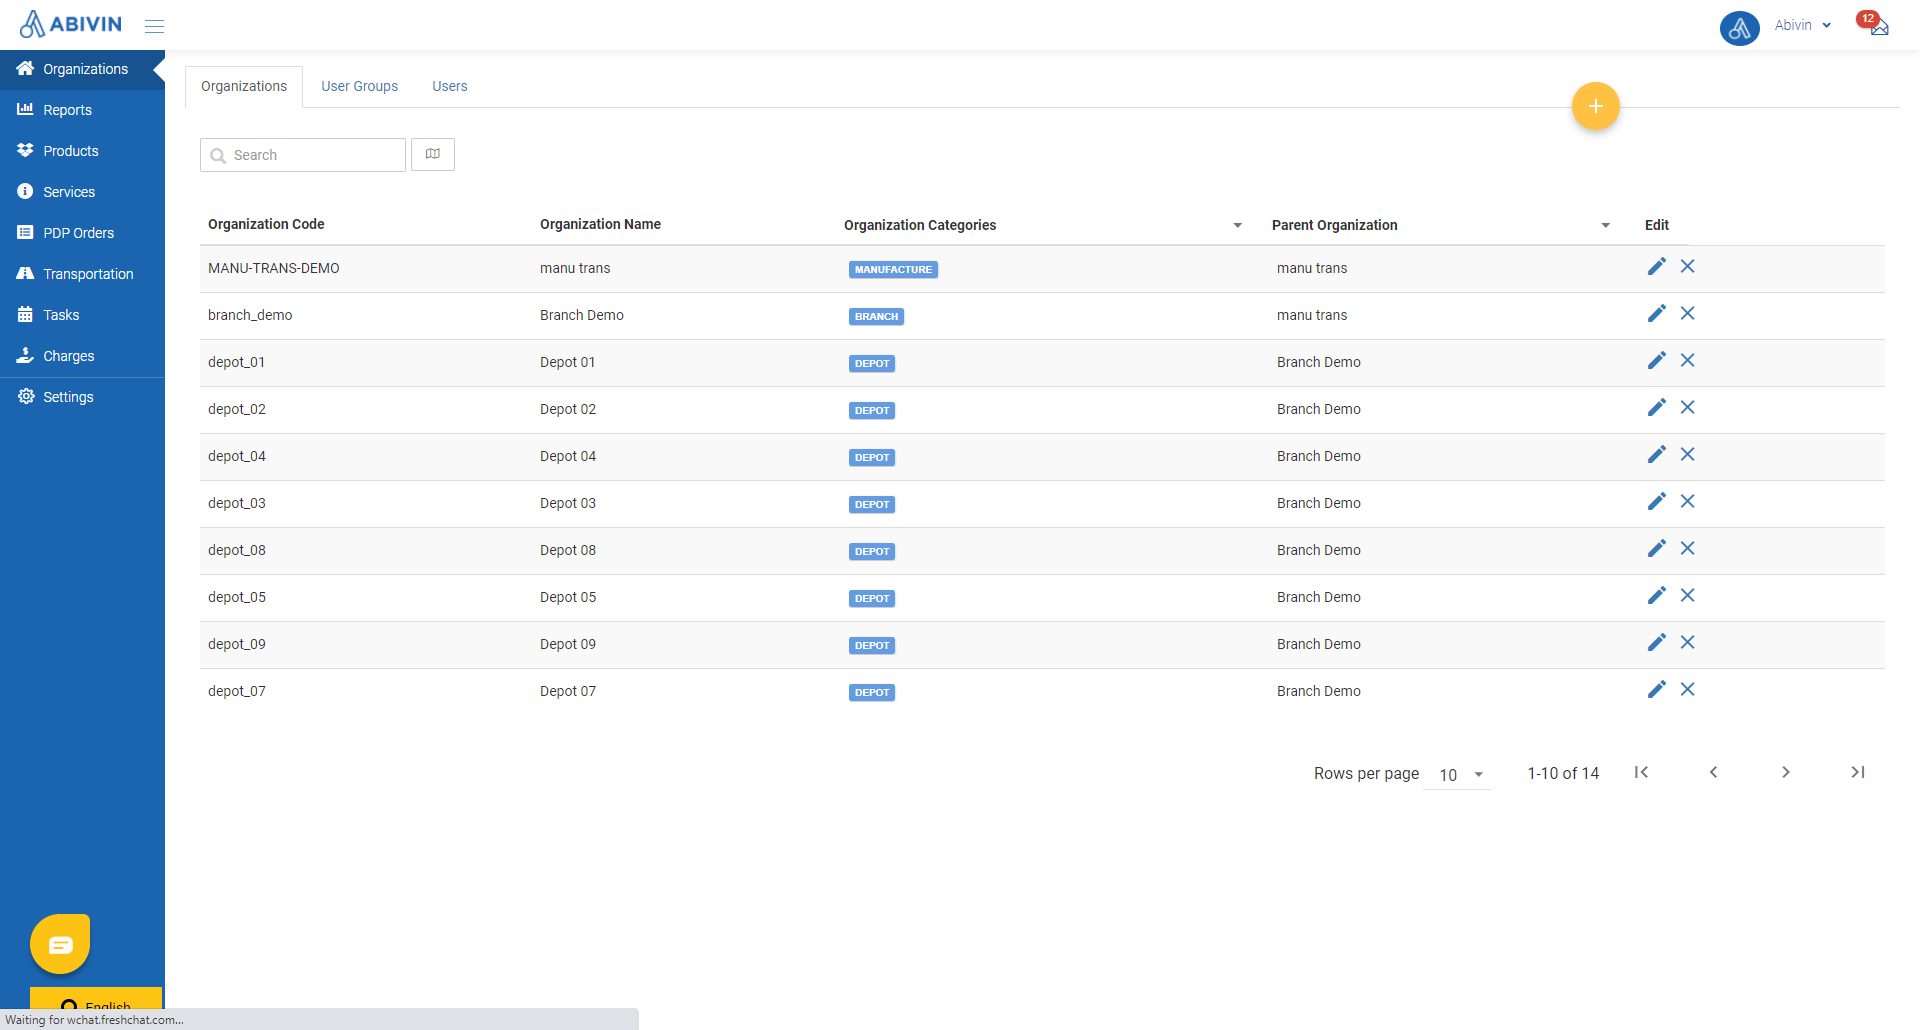 ABIVIN
Abivin
12
Organizations
Reports
Products
Services
PDP Orders
Transportation
Tasks
Charges
Settings
Organizations User Groups Users
+
Search
Organization Code Organization Name Organization Categories Parent Organization Edit
MANU-TRANS-DEMO manu trans MANUFACTURE manu trans
branch_demo Branch Demo BRANCH manu trans
depot_01 Depot 01 DEPOT Branch Demo
depot_02 Depot 02 DEPOT Branch Demo
depot_04 Depot 04 DEPOT Branch Demo
depot_03 Depot 03 DEPOT Branch Demo
depot_08 Depot 08 DEPOT Branch Demo
depot_05 Depot 05 DEPOT Branch Demo
depot_09 Depot 09 DEPOT Branch Demo
depot_07 Depot 07 DEPOT Branch Demo
Rows per page 10 1-10 of 14
English
Waiting for wchat.freshchat.com...